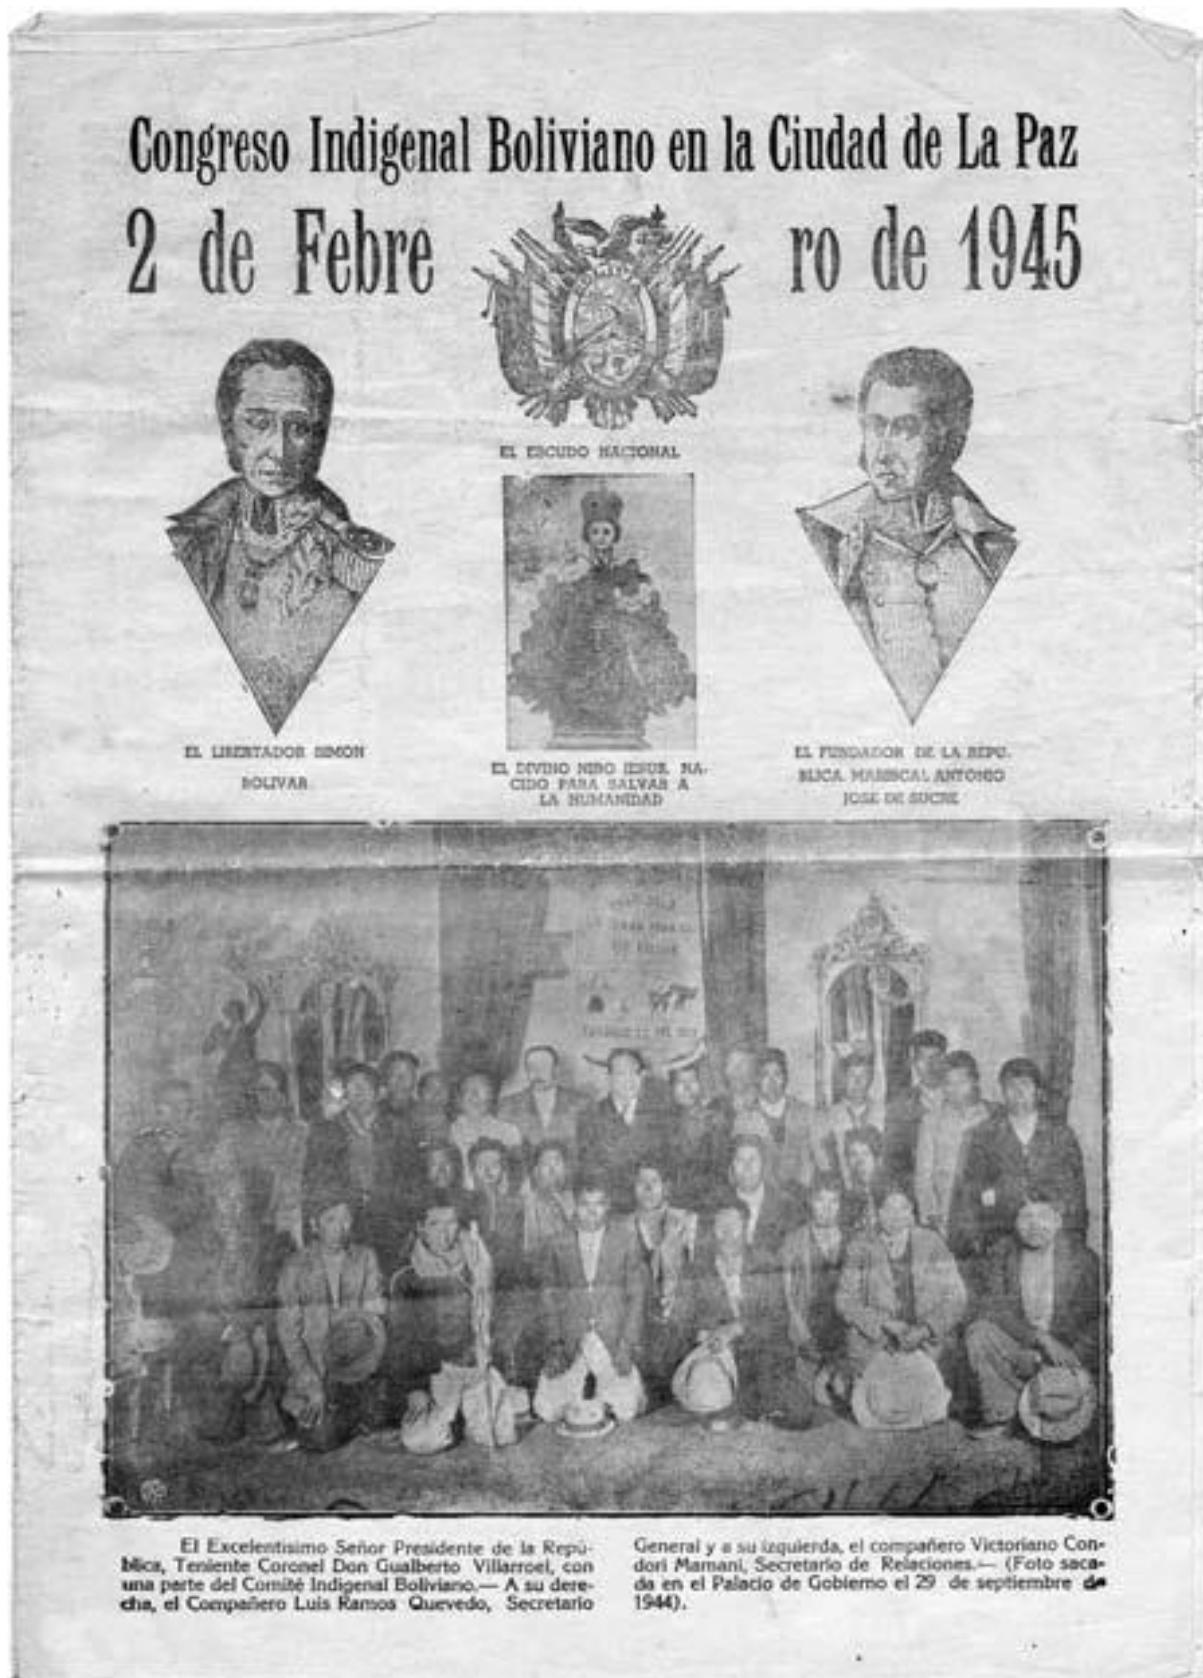 Congreso Indigenal Boliviano en la Ciudad de La Paz
2 de Febre ro de 1945
EL ESCUDO NACIONAL
EL LIBERTADOR SIMON
BOLIVAR
EL DIVINO NIÑO JESUS, NA-
CIDO PARA SALVAR A
LA HUMANIDAD
EL FUNDADOR DE LA REPU-
BLICA MARISCAL ANTONIO
JOSE DE SUCRE
El Excelentisimo Señor Presidente de la Repú-
blica, Teniente Coronel Don Gualberto Villarroel, con
una parte del Comité Indigenal Boliviano.— A su dere-
cha, el Compañero Luis Ramos Quevedo, Secretario
General y a su izquierda, el compañero Victoriano Con-
dori Mamani, Secretario de Relaciones.— (Foto saca-
da en el Palacio de Gobierno el 29 de septiembre de
1944).